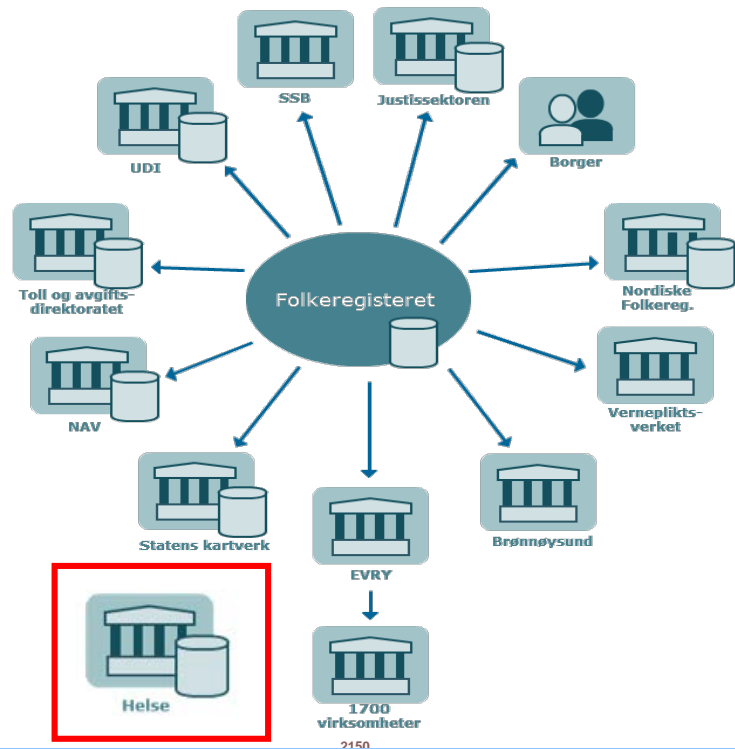 SSB
Justissektoren
UDI
Borger
Toll og avgifts-
direktoratet
Folkeregisteret
Nordiske
Folkereg.
NAV
Verneplikts-
verket
Statens kartverk
Brønnøysund
EVRY
Helse
1700
virksomheter
2150